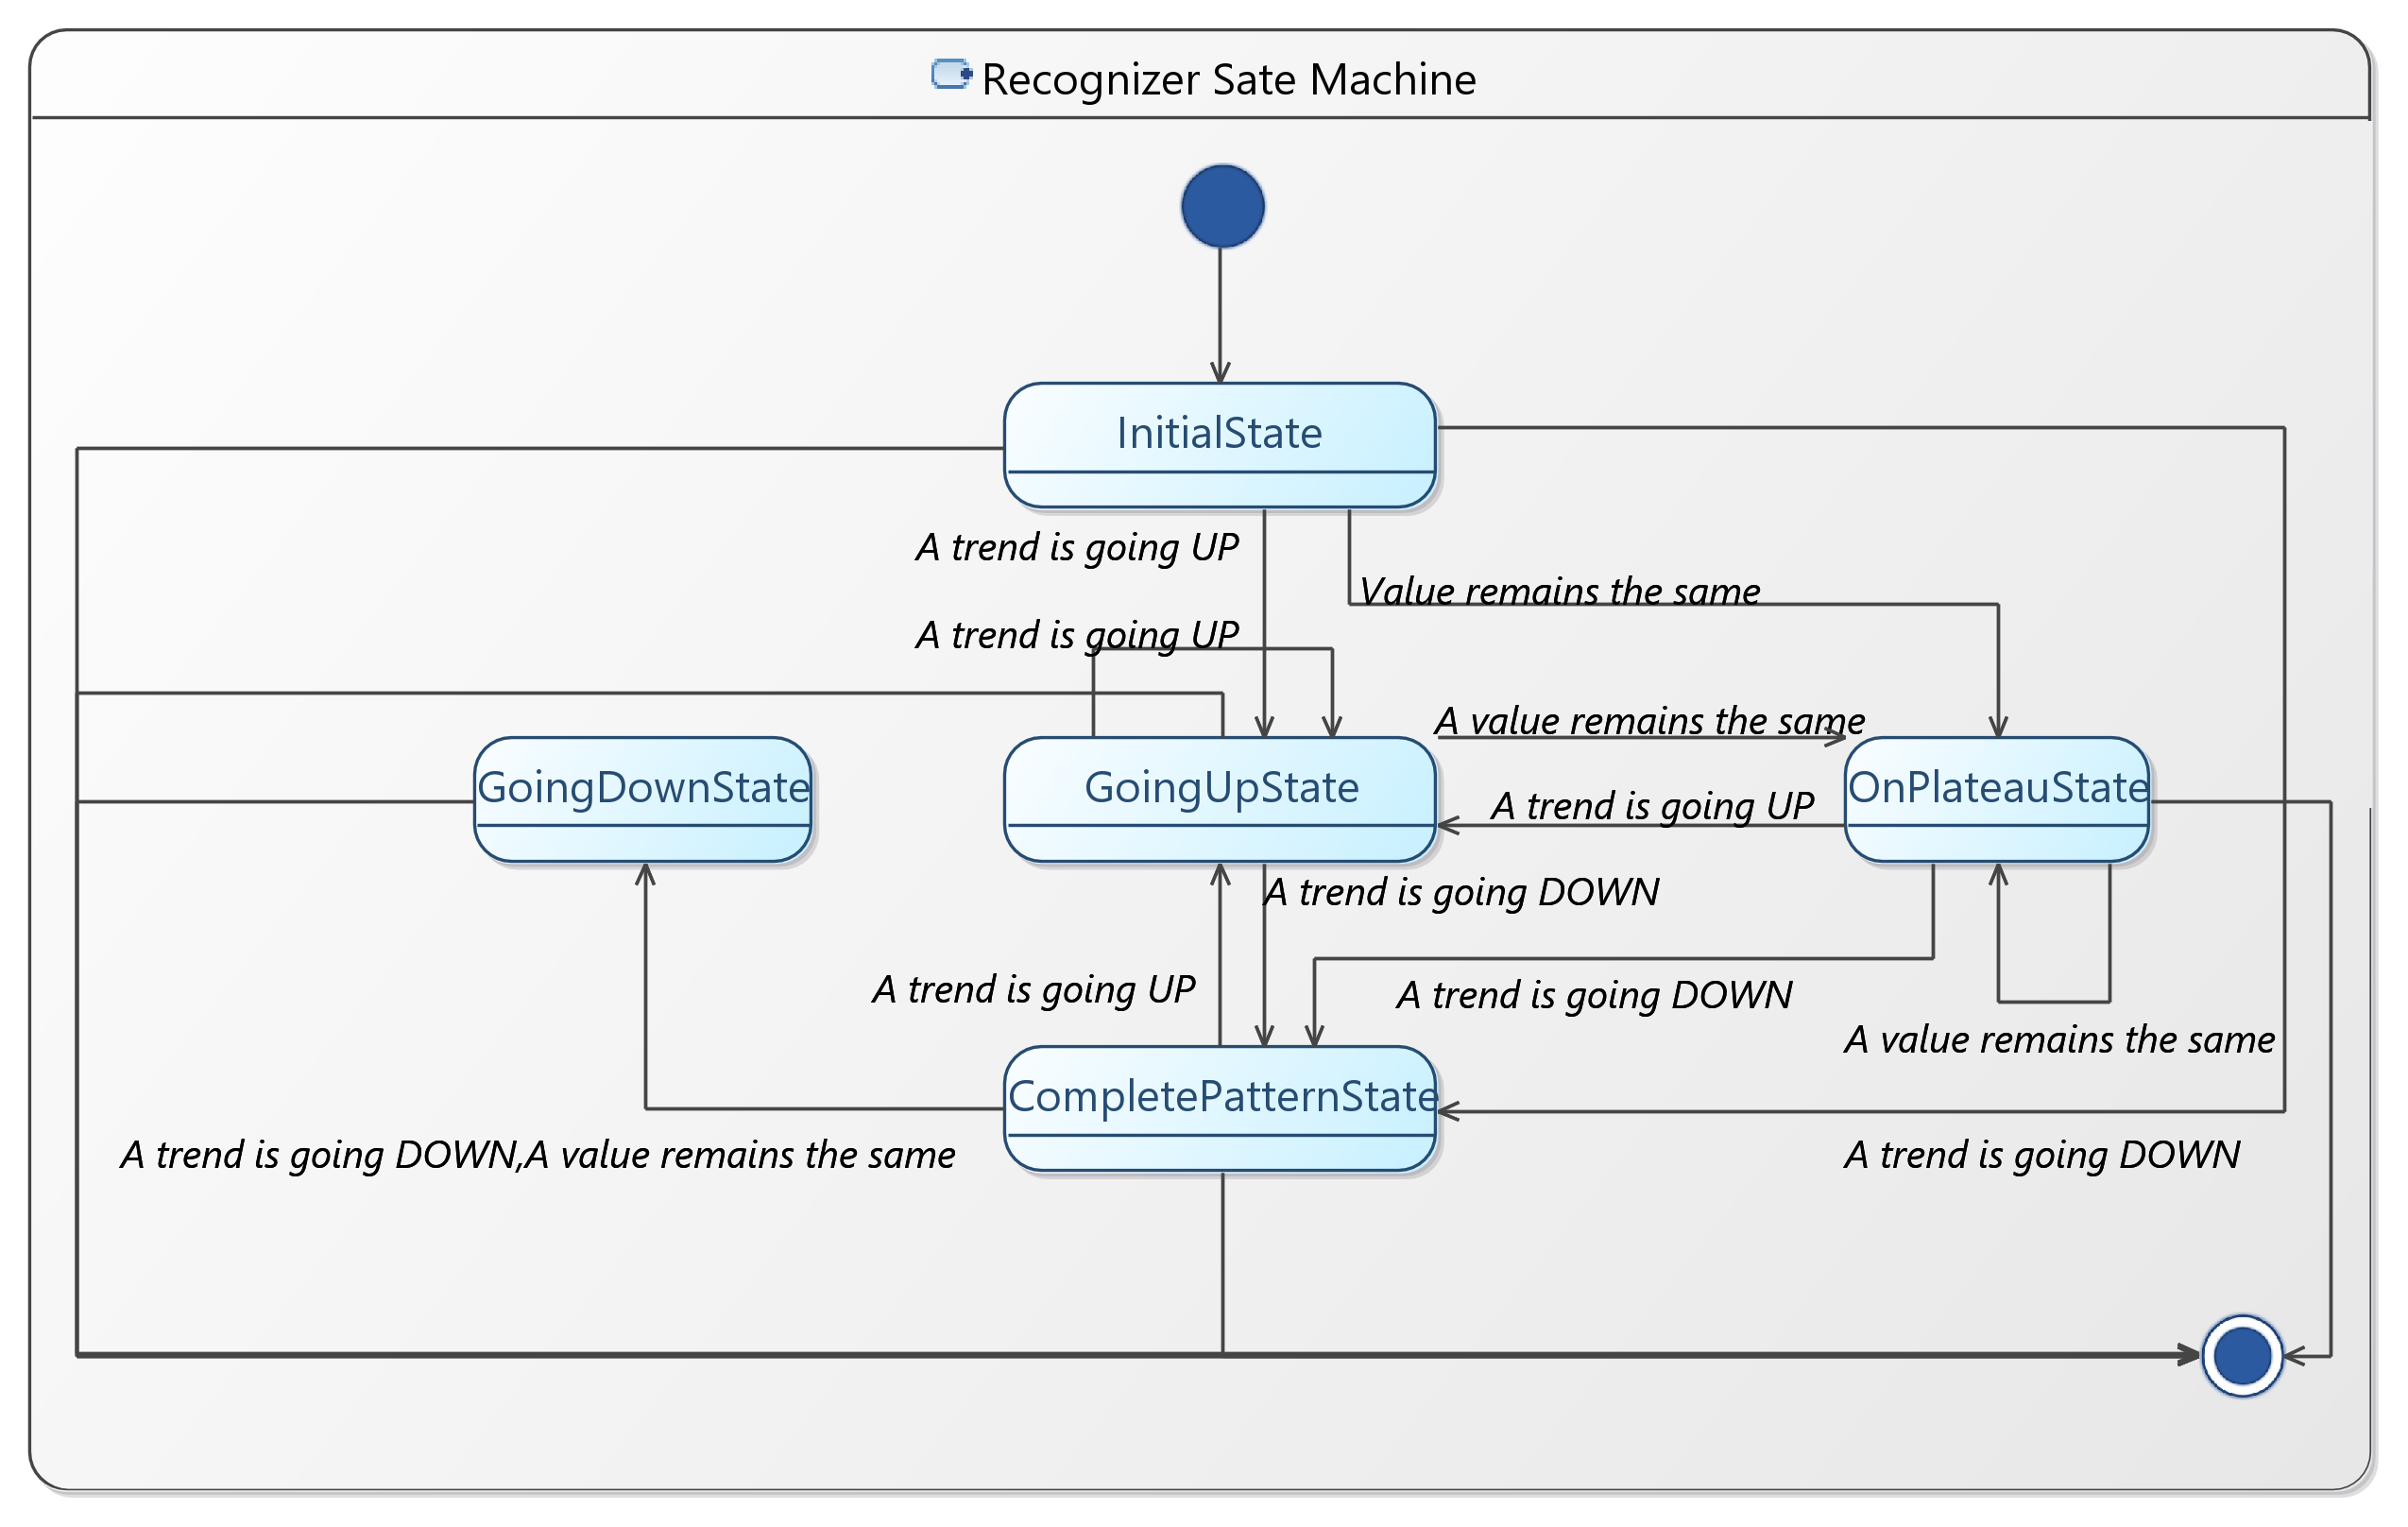 Recognizer Sate Machine
InitialState
A trend is going UP
Value remains the same
A trend is going UP
A value remains the same
GoingDownState
GoingUpState
OnPlateauState
A trend is going UP
A trend is going DOWN
A trend is going UP
A trend is going DOWN
A value remains the same
CompletePatternState
A trend is going DOWN,A value remains the same
A trend is going DOWN